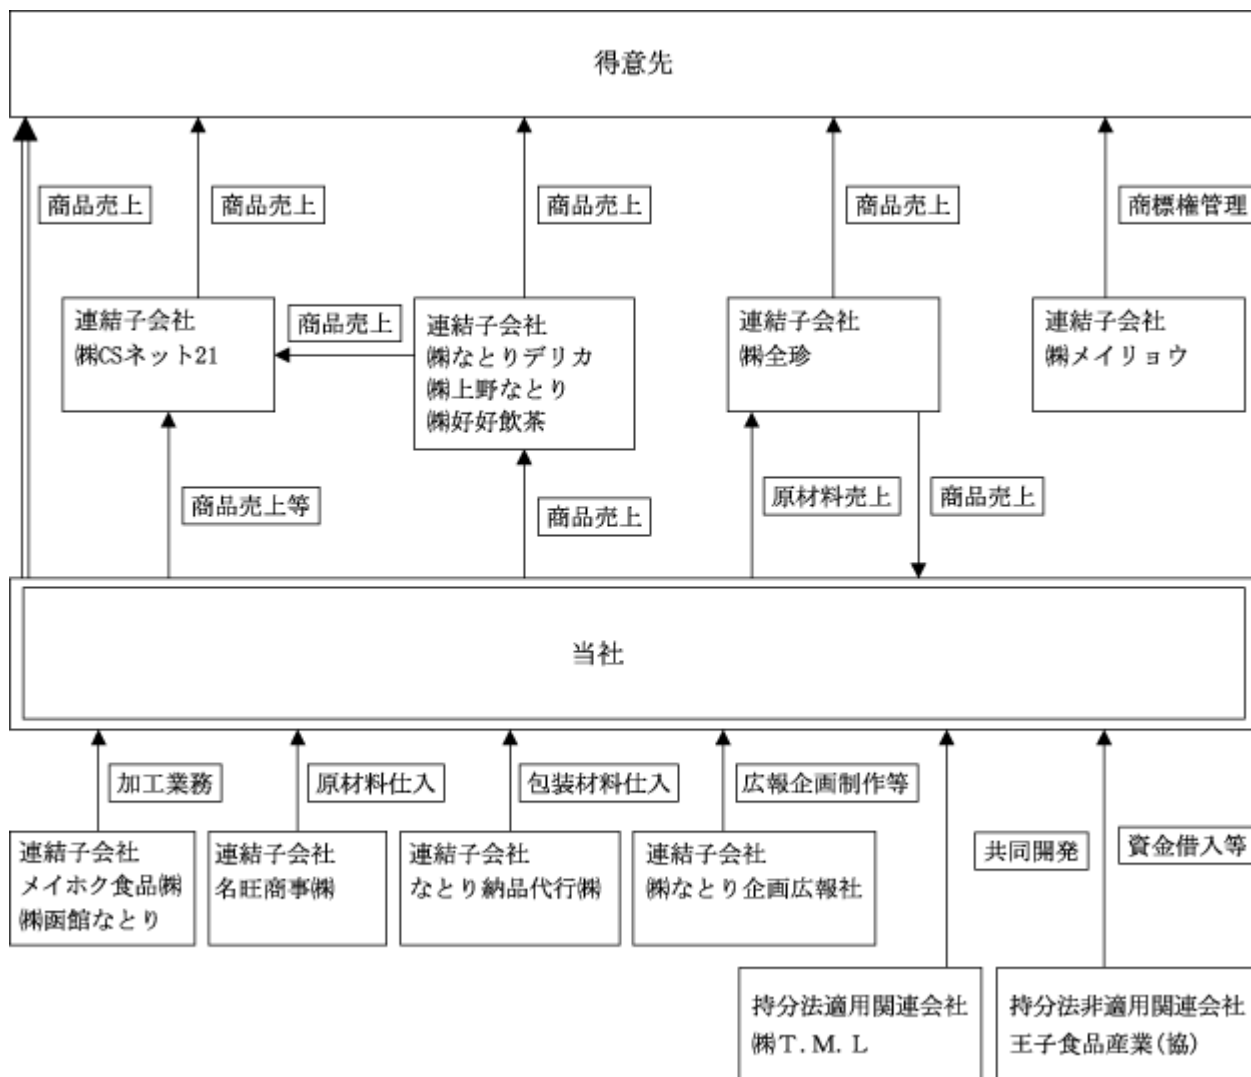 得意先
商品売上
商品売上
商品売上
商品売上
商標権管理
連結子会社
㈱CSネット21
商品売上
連結子会社
㈱なとりデリカ
㈱上野なとり
㈱好好飲茶
連結子会社
㈱全珍
連結子会社
㈱メイリョウ
商品売上等
商品売上
原材料売上
商品売上
当社
加工業務
原材料仕入
包装材料仕入
広報企画制作等
共同開発
資金借入等
連結子会社
メイホク食品㈱
㈱函館なとり
連結子会社
名旺商事㈱
連結子会社
なとり納品代行㈱
連結子会社
㈱なとり企画広報社
持分法適用関連会社
㈱T.M.L
持分法非適用関連会社
王子食品産業(協)